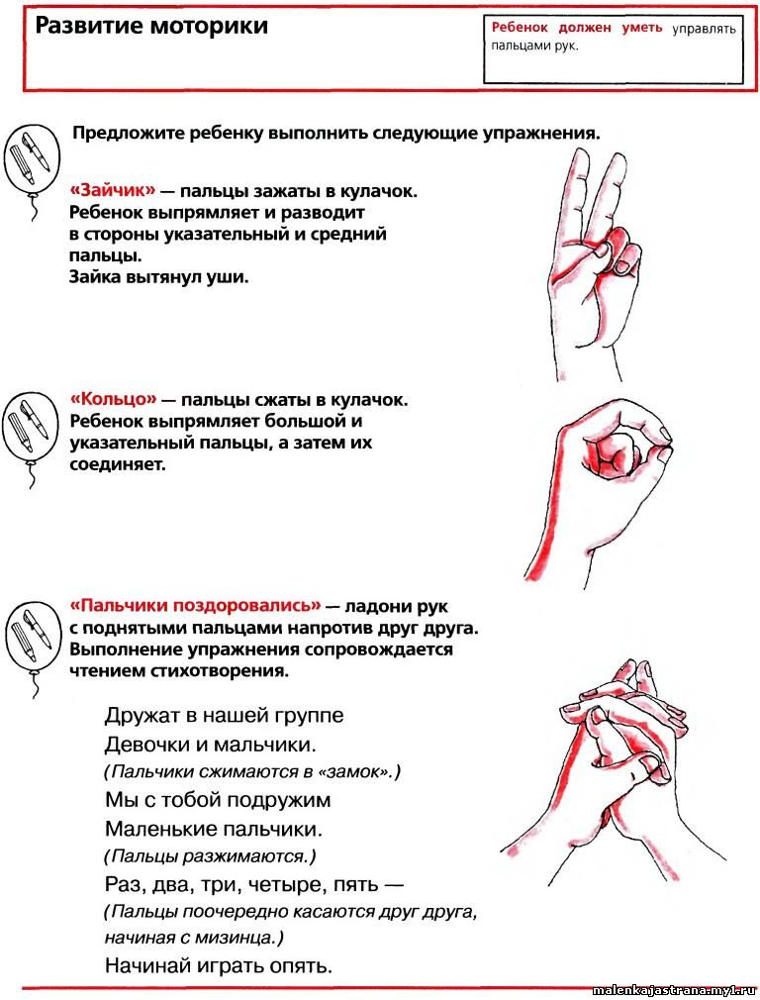 Развитие моторики
Ребенок должен уметь управлять
пальцами рук.
Предложите ребенку выполнить следующие упражнения.
«Зайчик» — пальцы зажаты в кулачок.
Ребенок выпрямляет и разводит
в стороны указательный и средний
пальцы.
Зайка вытянул уши.
«Кольцо» — пальцы сжаты в кулачок.
Ребенок выпрямляет большой и
указательный пальцы, а затем их
соединяет.
«Пальчики поздоровались» — ладони рук
с поднятыми пальцами напротив друг друга.
Выполнение упражнения сопровождается
чтением стихотворения.
Дружат в нашей группе
Девочки и мальчики.
(Пальчики сжимаются в «замок».)
Мы с тобой подружим
Маленькие пальчики.
(Пальцы разжимаются.)
Раз, два, три, четыре, пять —
(Пальцы поочередно касаются друг друга,
начиная с мизинца.)
Начинай играть опять.
malenkajastrana.my1.ru